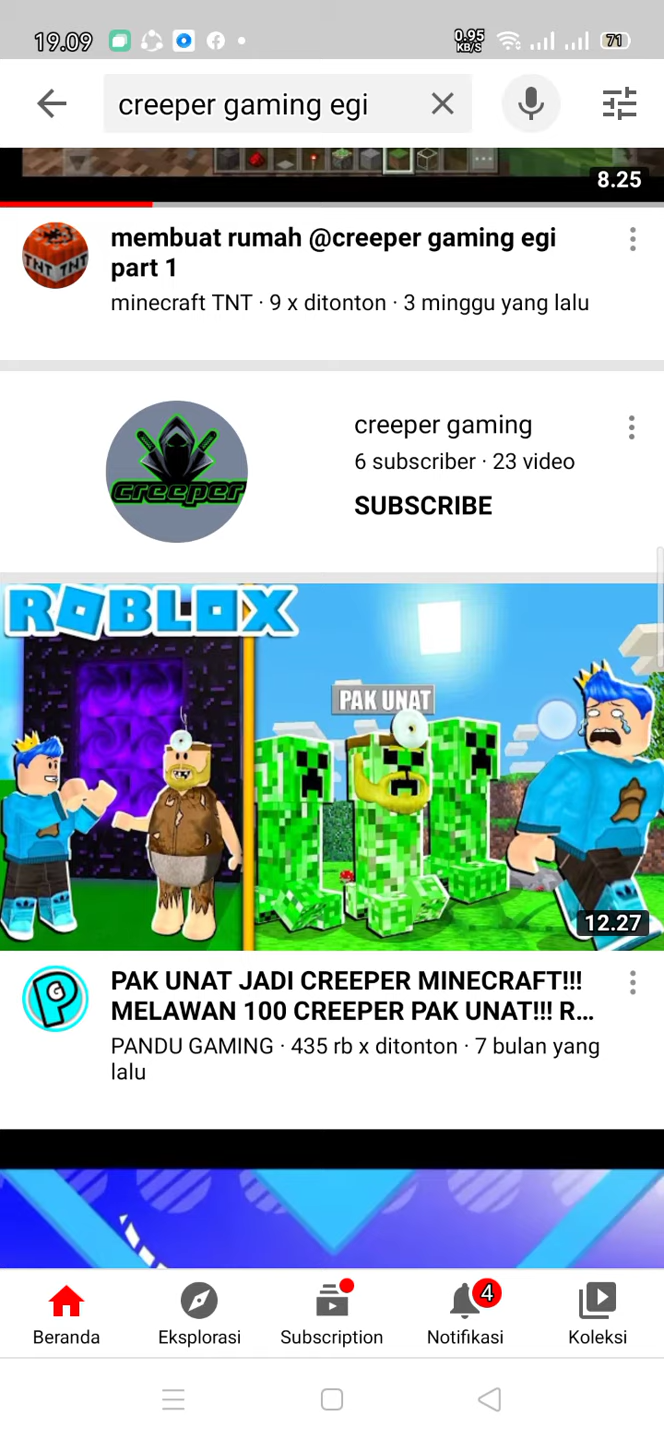 19.09
0.95
KB/S
71
creeper gaming egi
8.25
membuat rumah @creeper gaming egi
part 1
minecraft TNT · 9 x ditonton · 3 minggu yang lalu
TNT TNT
creeper gaming
6 subscriber · 23 video
SUBSCRIBE
creeper
ROBLOX
PAK UNAT
12.27
PG
PAK UNAT JADI CREEPER MINECRAFT!!!
MELAWAN 100 CREEPER PAK UNAT!!! R...
PANDU GAMING · 435 rb x ditonton · 7 bulan yang
lalu
4
Beranda
Eksplorasi
Subscription
Notifikasi
Koleksi